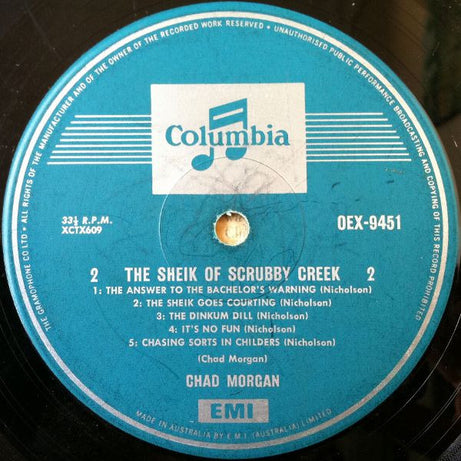 THE GRAMOPHONE CO LTD • ALL RIGHTS OF THE MANUFACTURER AND OF THE OWNER OF THE RECORDED WORK RESERVED • UNAUTHORISED PUBLIC PERFORMANCE BROADCASTING AND COPYING OF THIS RECORD PROHIBITED
Columbia
33⅓ R.P.M.
XCTX609
OEX-9451
2 THE SHEIK OF SCRUBBY CREEK 2
1: THE ANSWER TO THE BACHELOR'S WARNING (Nicholson)
2: THE SHEIK GOES COURTING (Nicholson)
3: THE DINKUM DILL (Nicholson)
4: IT'S NO FUN (Nicholson)
5: CHASING SORTS IN CHILDERS (Nicholson)
(Chad Morgan)
CHAD MORGAN
EMI
MADE IN AUSTRALIA BY E.M.I. (AUSTRALIA) LIMITED